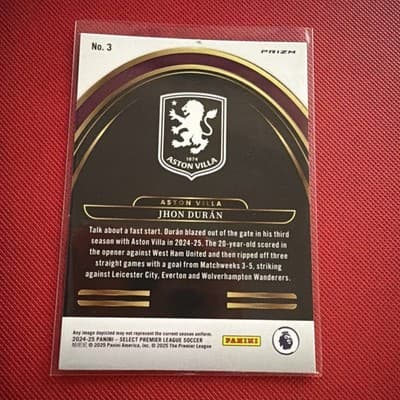 No. 3
PRIZM
1874
ASTON VILLA
ASTON VILLA
JHON DURÁN
Talk about a fast start. Durán blazed out of the gate in his third
season with Aston Villa in 2024-25. The 20-year-old scored in
the opener against West Ham United and then ripped off three
straight games with a goal from Matchweeks 3-5, striking
against Leicester City, Everton and Wolverhampton Wanderers.
Any image depicted may not represent the current season uniform.
2024-25 PANINI – SELECT PREMIER LEAGUE SOCCER
© 2025 Panini America, Inc. © 2025 The Premier League
PANINI